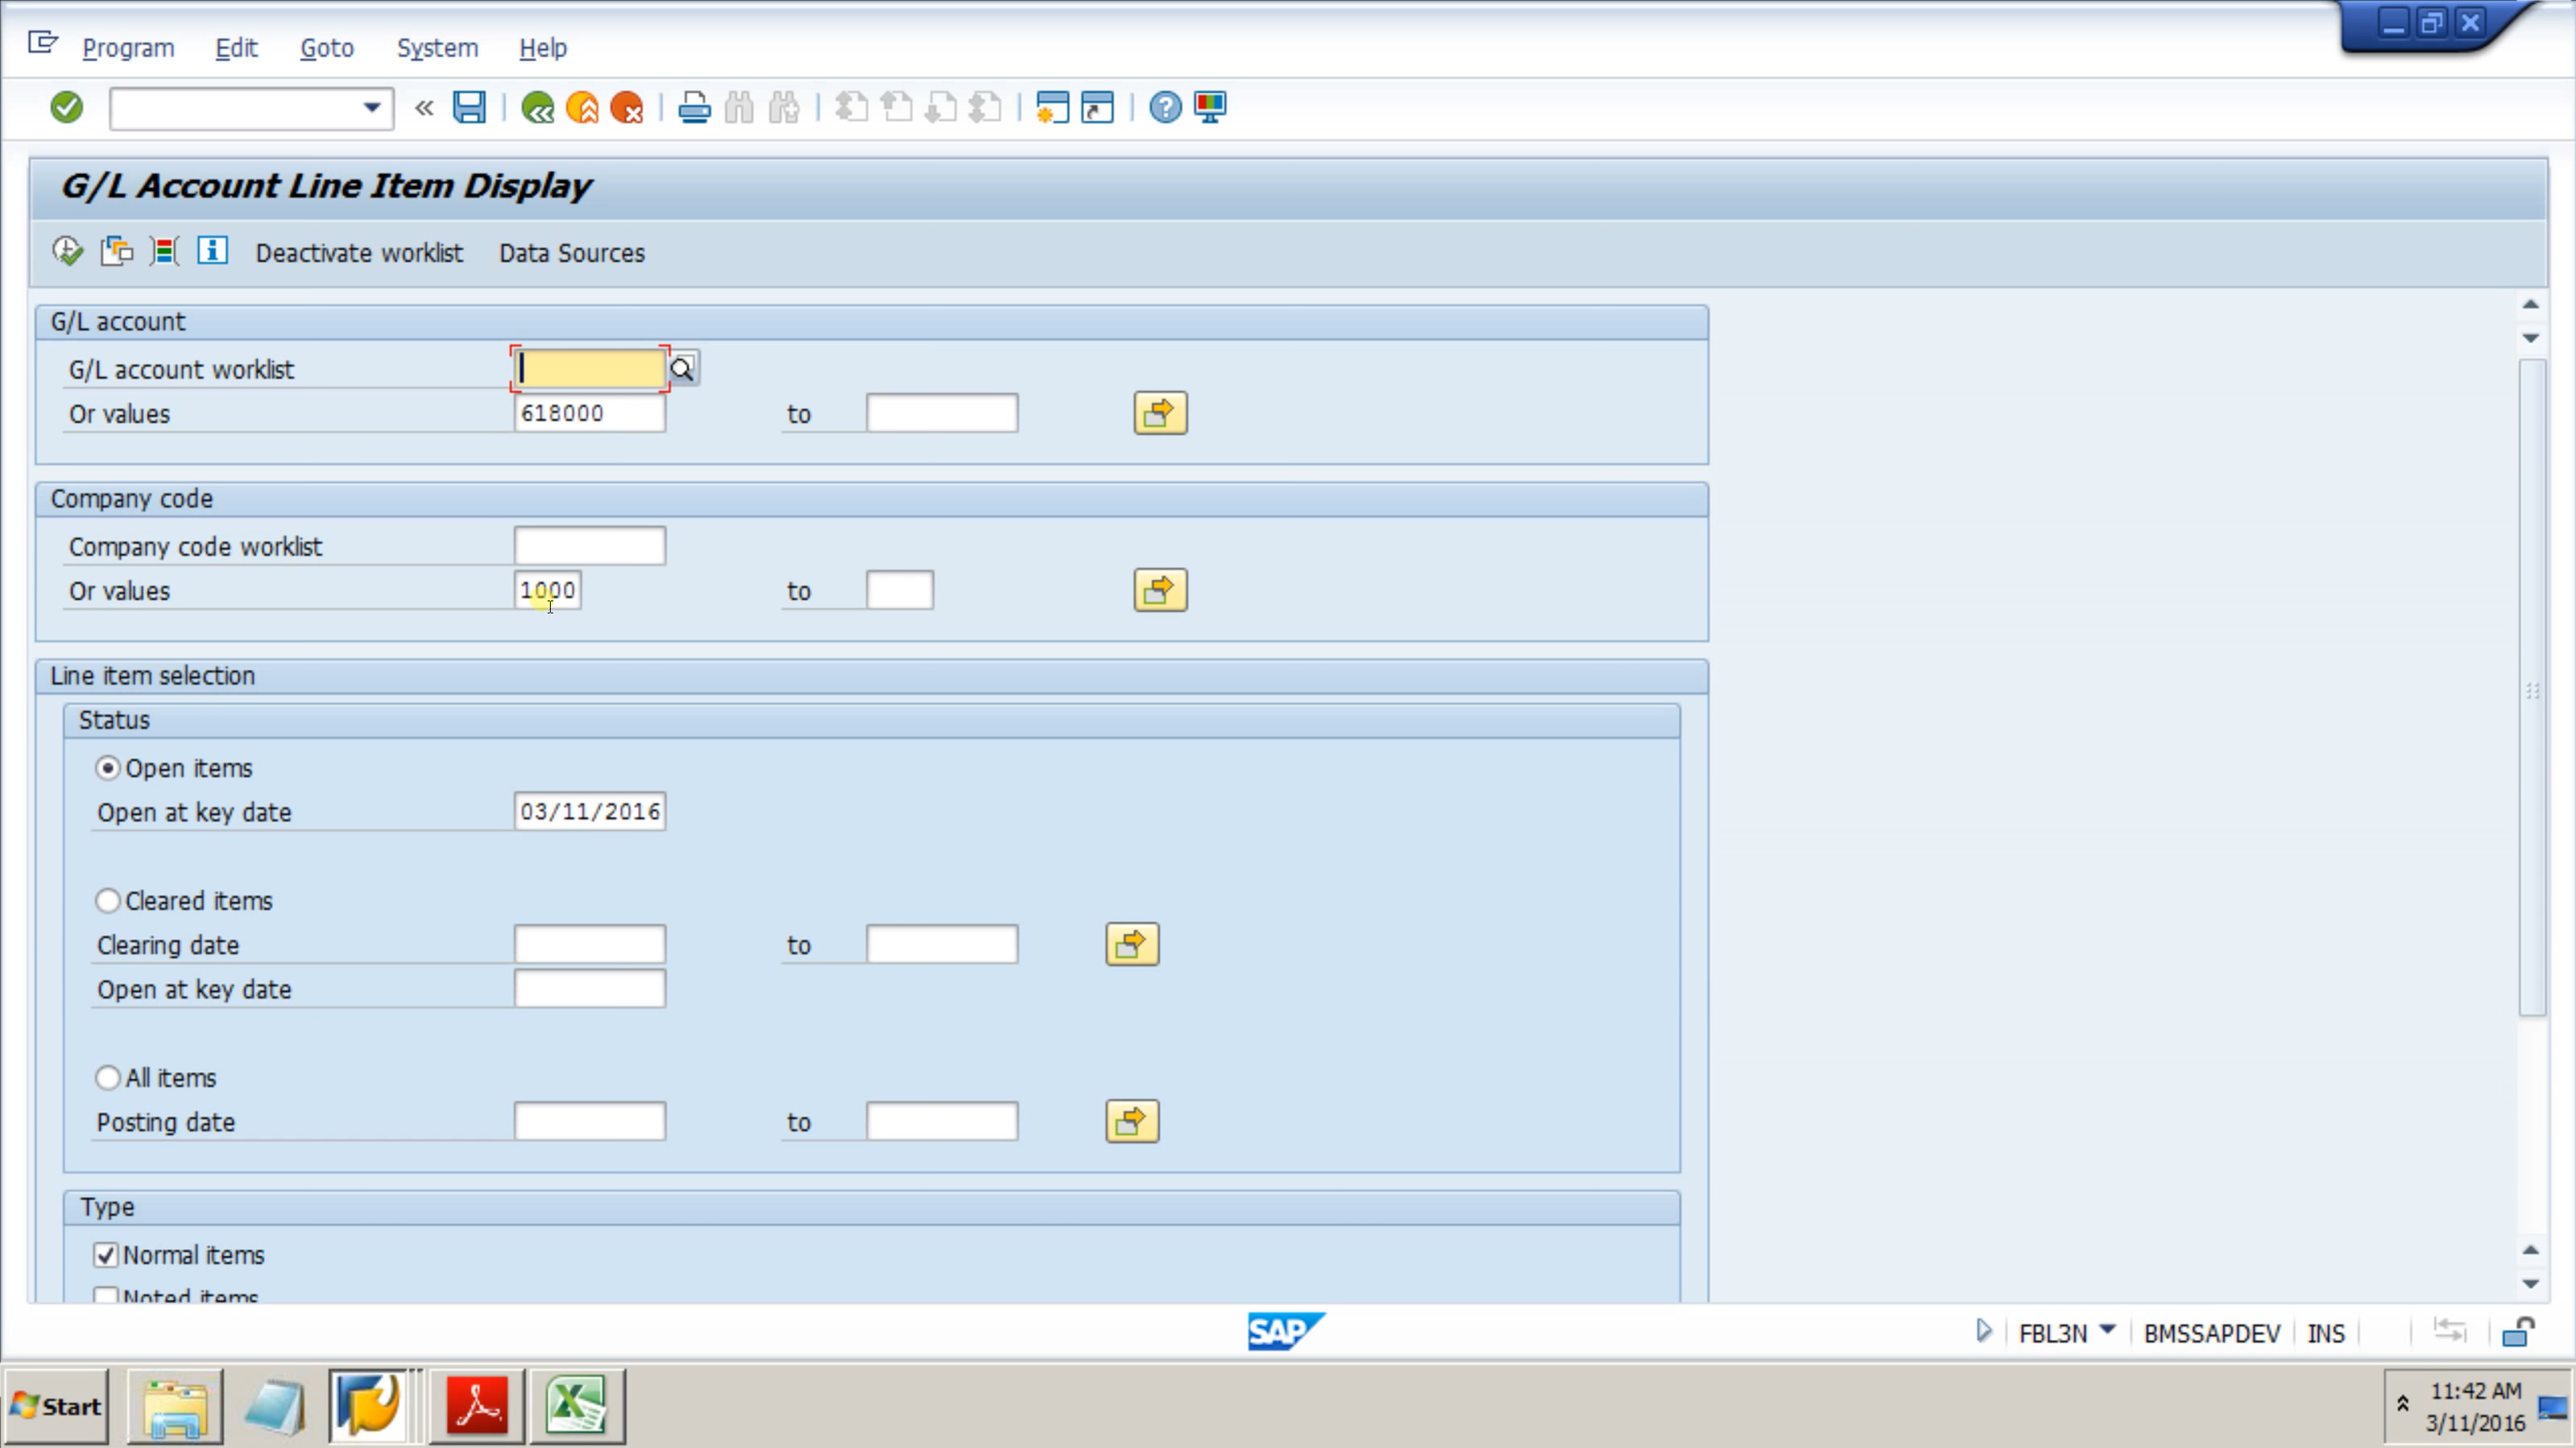 Program Edit Goto System Help
G/L Account Line Item Display
Deactivate worklist Data Sources
G/L account
G/L account worklist
Or values 618000 to
Company code
Company code worklist
Or values 1000 to
Line item selection
Status
Open items
Open at key date 03/11/2016
Cleared items
Clearing date to
Open at key date
All items
Posting date to
Type
Normal items
Noted items
SAP FBL3N BMSSAPDEV INS
Start 11:42 AM
3/11/2016